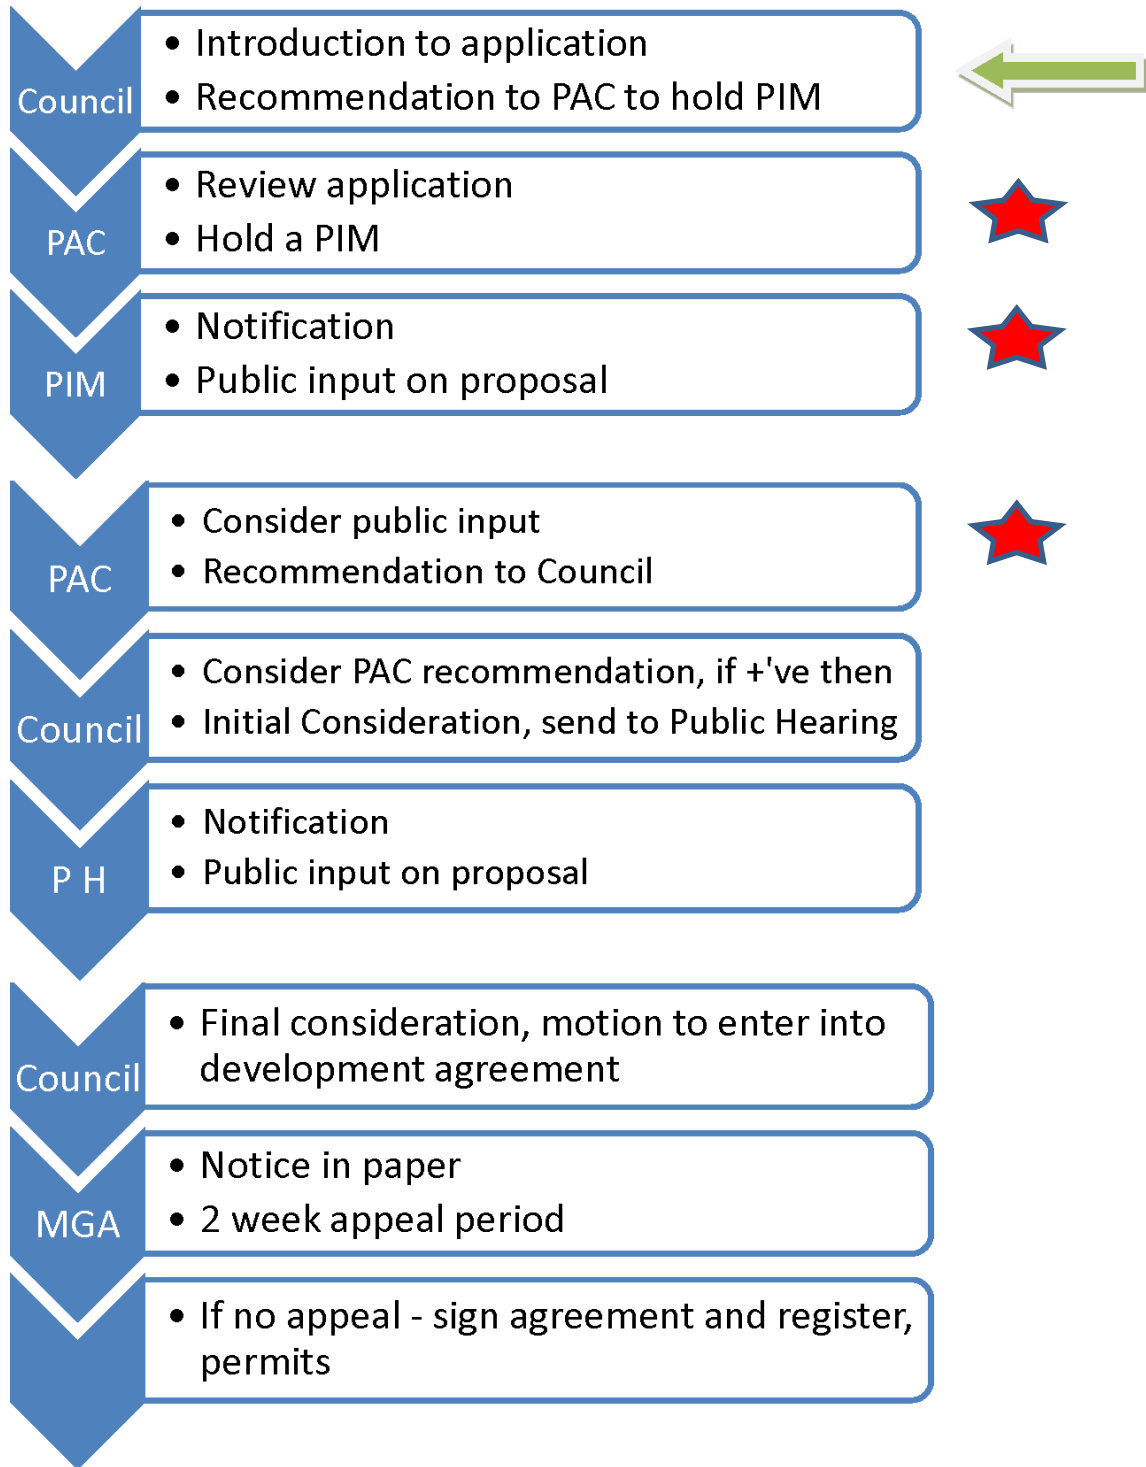 Council
• Introduction to application
• Recommendation to PAC to hold PIM
PAC
• Review application
• Hold a PIM
PIM
• Notification
• Public input on proposal
PAC
• Consider public input
• Recommendation to Council
Council
• Consider PAC recommendation, if +'ve then
• Initial Consideration, send to Public Hearing
P H
• Notification
• Public input on proposal
Council
• Final consideration, motion to enter into
development agreement
MGA
• Notice in paper
• 2 week appeal period
• If no appeal - sign agreement and register,
permits